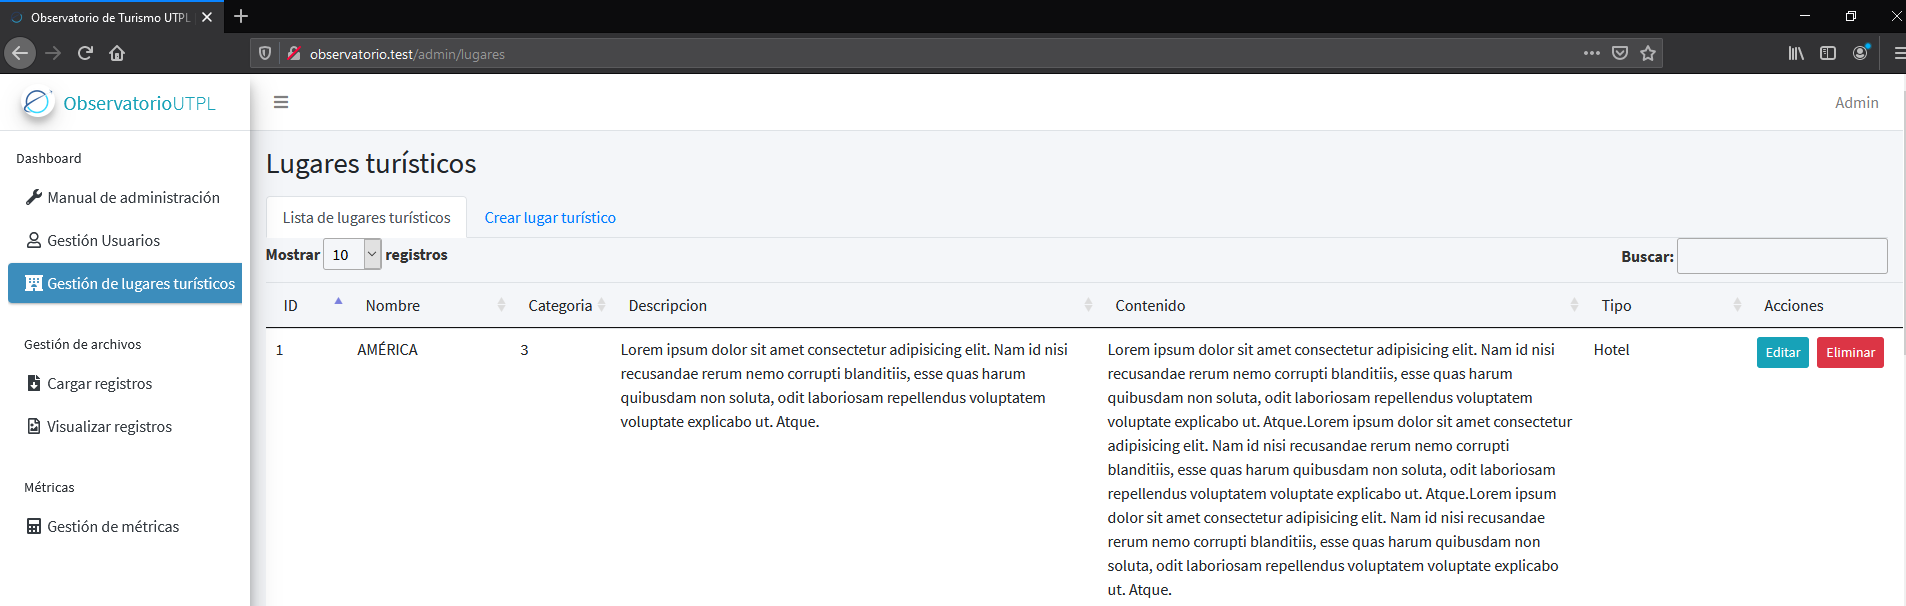 Observatorio de Turismo UTPL
observatorio.test/admin/lugares
ObservatorioUTPL
Admin
Dashboard
Manual de administración
Gestión Usuarios
Gestión de lugares turísticos
Gestión de archivos
Cargar registros
Visualizar registros
Métricas
Gestión de métricas
Lugares turísticos
Lista de lugares turísticos
Crear lugar turístico
Mostrar 10 registros
Buscar:
ID Nombre Categoria Descripcion Contenido Tipo Acciones
1
AMÉRICA
3
Lorem ipsum dolor sit amet consectetur adipisicing elit. Nam id nisi
recusandae rerum nemo corrupti blanditiis, esse quas harum
quibusdam non soluta, odit laboriosam repellendus voluptatem
voluptate explicabo ut. Atque.
Lorem ipsum dolor sit amet consectetur adipisicing elit. Nam id nisi
recusandae rerum nemo corrupti blanditiis, esse quas harum
quibusdam non soluta, odit laboriosam repellendus voluptatem
voluptate explicabo ut. Atque.Lorem ipsum dolor sit amet consectetur
adipisicing elit. Nam id nisi recusandae rerum nemo corrupti
blanditiis, esse quas harum quibusdam non soluta, odit laboriosam
repellendus voluptatem voluptate explicabo ut. Atque.Lorem ipsum
dolor sit amet consectetur adipisicing elit. Nam id nisi recusandae
rerum nemo corrupti blanditiis, esse quas harum quibusdam non
soluta, odit laboriosam repellendus voluptatem voluptate explicabo
ut. Atque.
Hotel
Editar
Eliminar